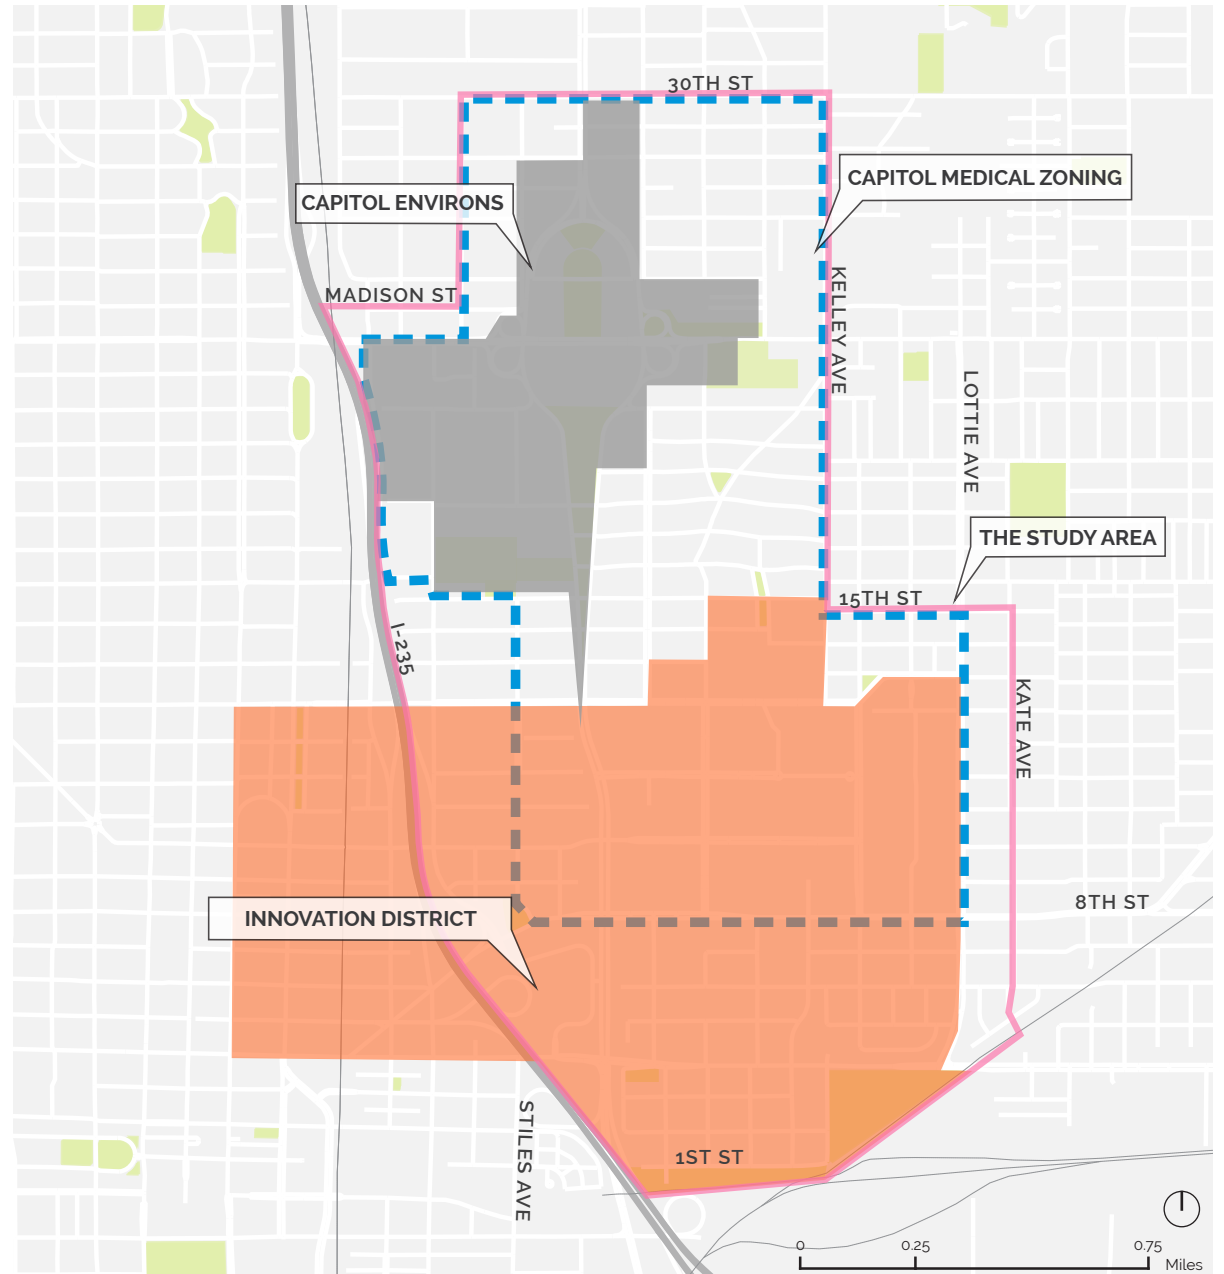 30TH ST
CAPITOL MEDICAL ZONING
CAPITOL ENVIRONS
MADISON ST
KELLEY AVE
LOTTIE AVE
THE STUDY AREA
15TH ST
I-235
KATE AVE
8TH ST
INNOVATION DISTRICT
STILES AVE
1ST ST
0 0.25 0.75
Miles